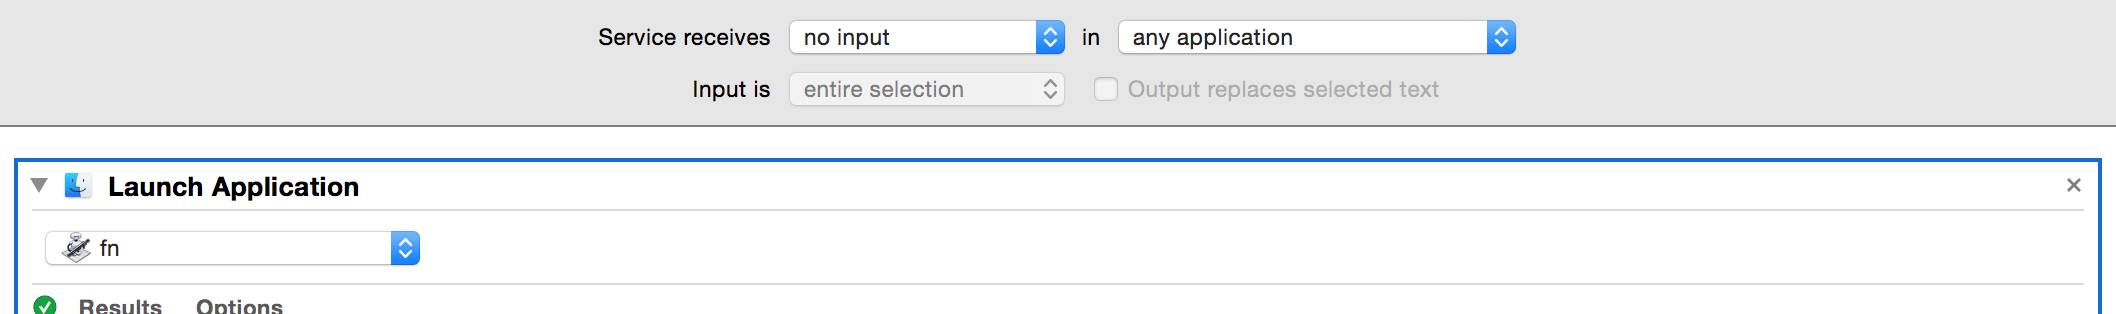 Service receives no input in any application
Input is entire selection Output replaces selected text
Launch Application
fn
Results Options